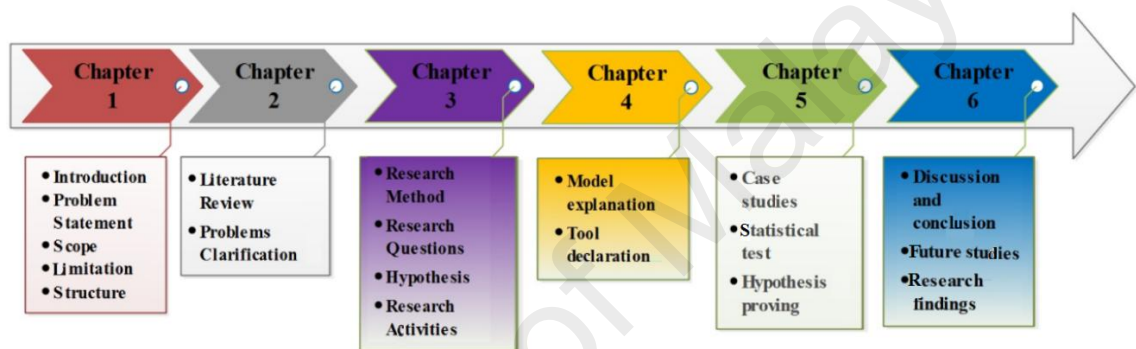 Chapter
1
Chapter
2
Chapter
3
Chapter
4
Chapter
5
Chapter
6
• Introduction
• Problem
Statement
• Scope
• Limitation
• Structure
• Literature
Review
• Problems
Clarification
• Research
Method
• Research
Questions
• Hypothesis
• Research
Activities
• Model
explanation
• Tool
declaration
• Case
studies
• Statistical
test
• Hypothesis
proving
• Discussion
and
conclusion
• Future studies
• Research
findings
of Malay